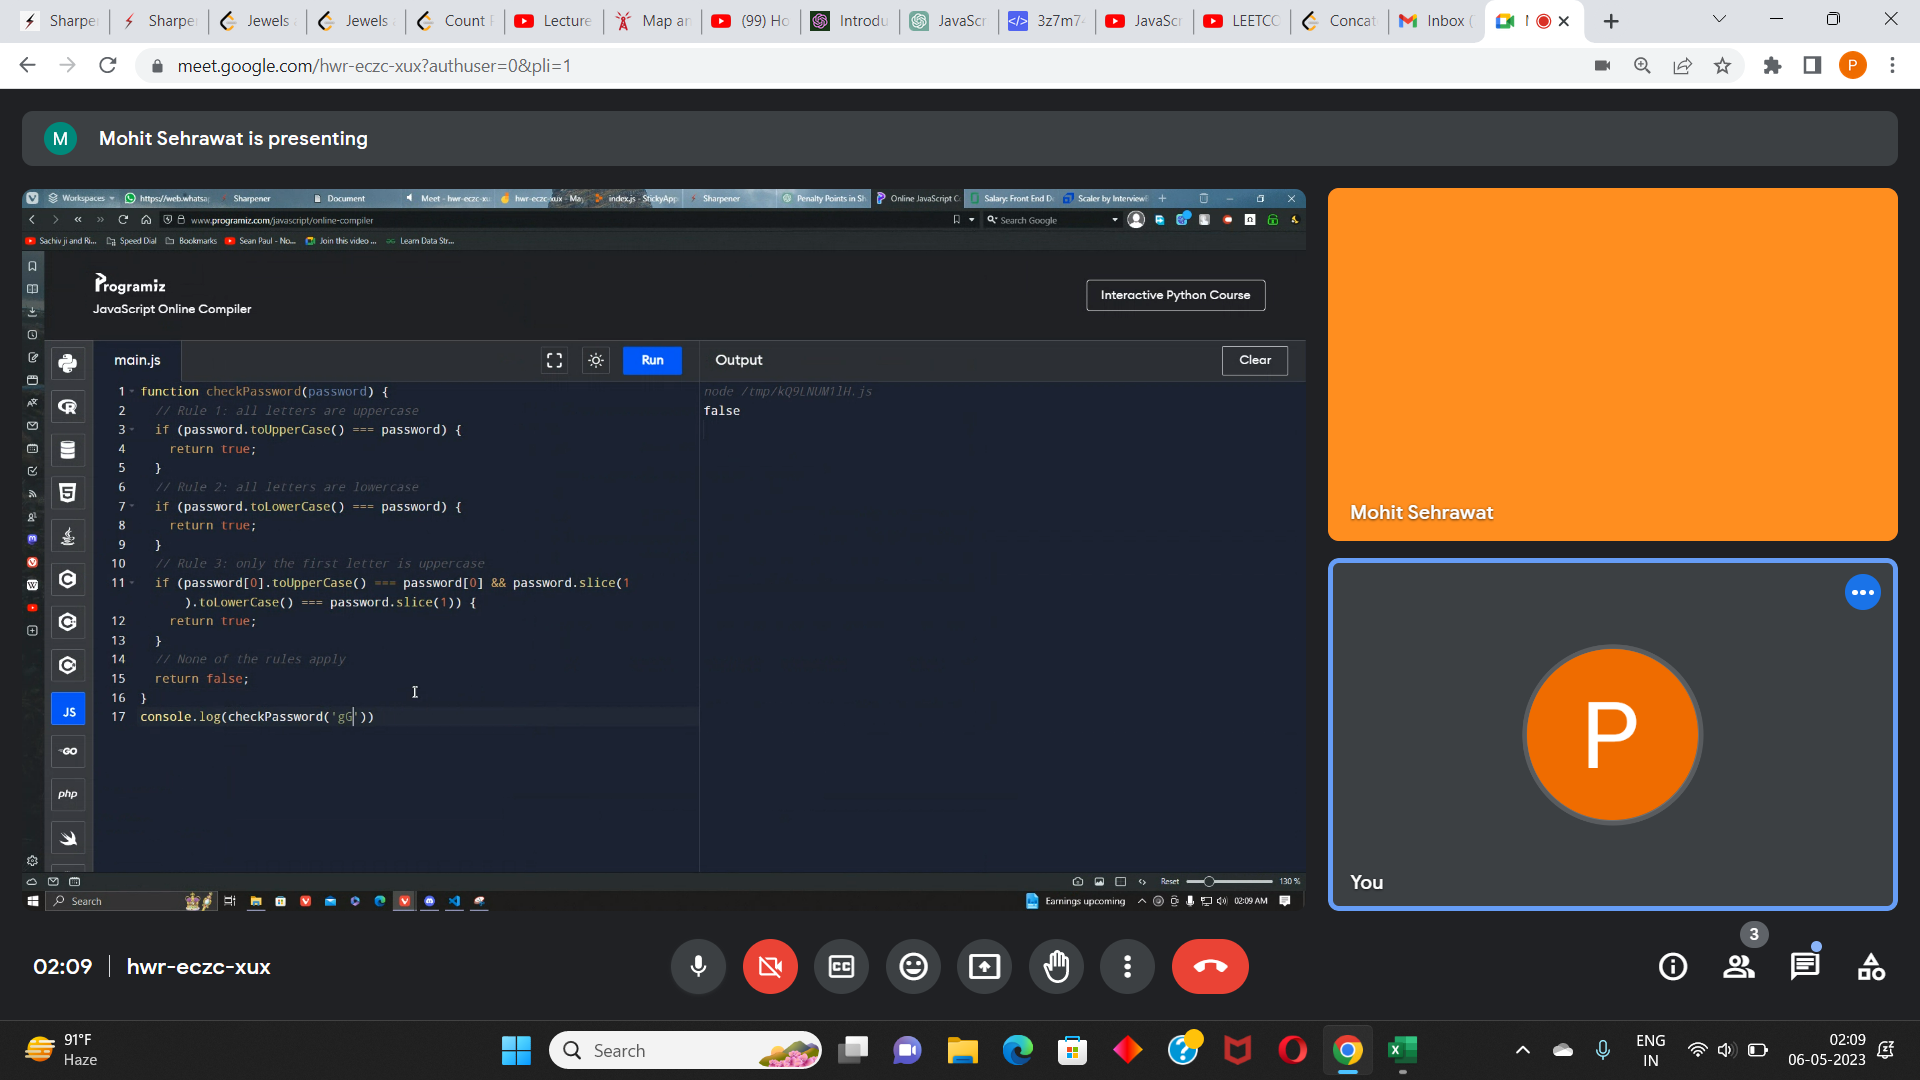 Sharper
Sharper
Jewels
Jewels
Count
Lecture
Map an
(99) Ho
Introdu
JavaScr
3z7m7
JavaScr
LEETCO
Concat
Inbox (
meet.google.com/hwr-eczc-xux?authuser=0&pli=1
P
M
Mohit Sehrawat is presenting
Workspaces
https://web.whatsa
Sharpener
Document
Meet - hwr-eczc-xu
hwr-eczc-xux - May
index.js - StickyApp
Sharpener
Penalty Points in Sh
Online JavaScript C
Salary: Front End D
Scaler by Interview
www.programiz.com/javascript/online-compiler
Search Google
Sachiv ji and Ri...
Speed Dial
Bookmarks
Sean Paul - No...
Join this video ...
Learn Data Str...
Programiz
JavaScript Online Compiler
Interactive Python Course
main.js
Run
Output
Clear
1 function checkPassword(password) {
2 // Rule 1: all letters are uppercase
3 if (password.toUpperCase() === password) {
4 return true;
5 }
6 // Rule 2: all letters are lowercase
7 if (password.toLowerCase() === password) {
8 return true;
9 }
10 // Rule 3: only the first letter is uppercase
11 if (password[0].toUpperCase() === password[0] && password.slice(1
).toLowerCase() === password.slice(1)) {
12 return true;
13 }
14 // None of the rules apply
15 return false;
16 }
17 console.log(checkPassword('gG'))
node /tmp/kQ9LNUM1lH.js
false
JS
GO
php
Reset
130 %
Search
Earnings upcoming
02:09 AM
Mohit Sehrawat
P
You
02:09 | hwr-eczc-xux
CC
3
91°F
Haze
Search
ENG
IN
02:09
06-05-2023